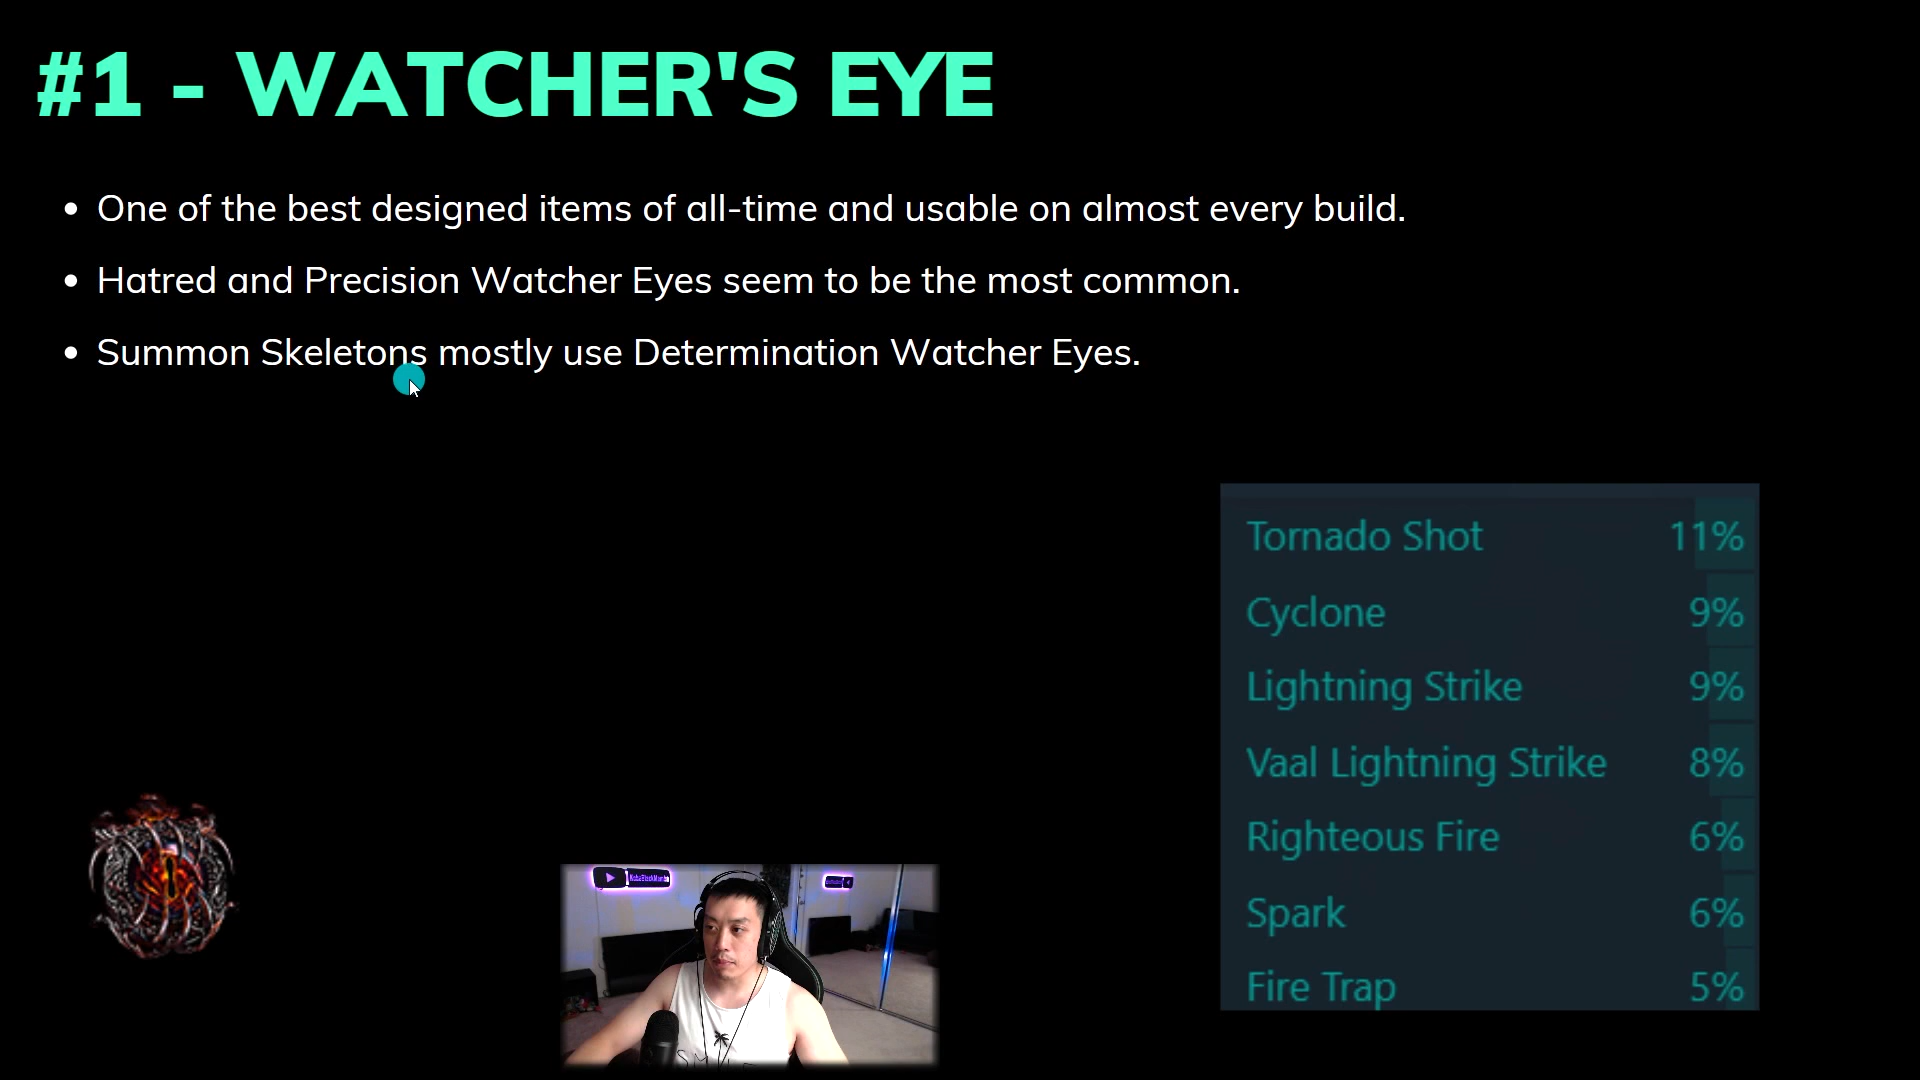 #1 - WATCHER'S EYE
• One of the best designed items of all-time and usable on almost every build.
• Hatred and Precision Watcher Eyes seem to be the most common.
• Summon Skeletons mostly use Determination Watcher Eyes.
Tornado Shot 11%
Cyclone 9%
Lightning Strike 9%
Vaal Lightning Strike 8%
Righteous Fire 6%
Spark 6%
Fire Trap 5%